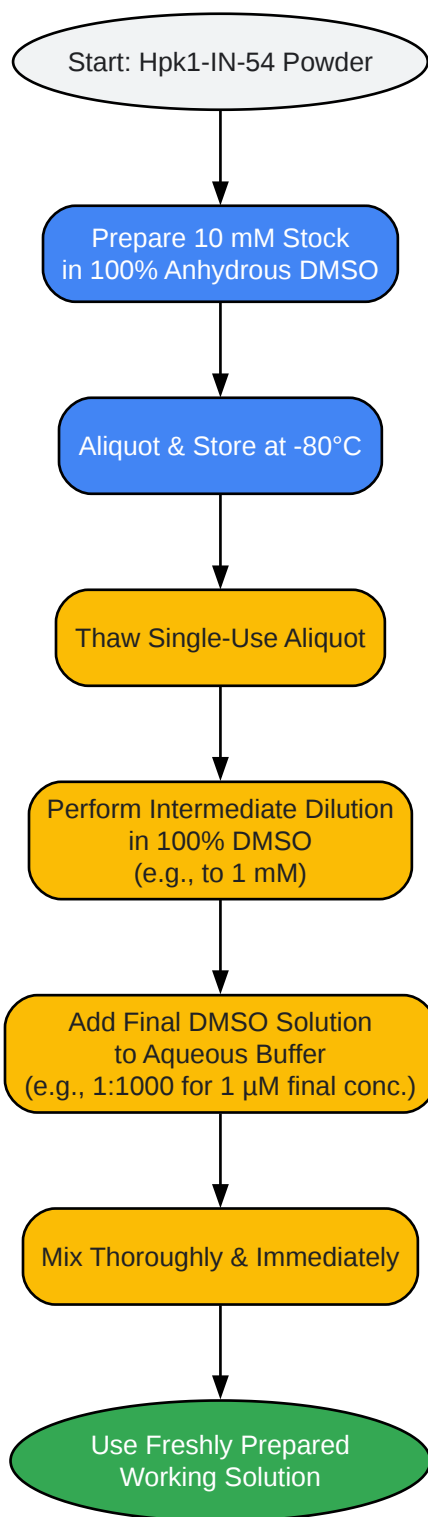 Start: Hpk1-IN-54 Powder
Prepare 10 mM Stock
in 100% Anhydrous DMSO
Aliquot & Store at -80°C
Thaw Single-Use Aliquot
Perform Intermediate Dilution
in 100% DMSO
(e.g., to 1 mM)
Add Final DMSO Solution
to Aqueous Buffer
(e.g., 1:1000 for 1 µM final conc.)
Mix Thoroughly & Immediately
Use Freshly Prepared
Working Solution